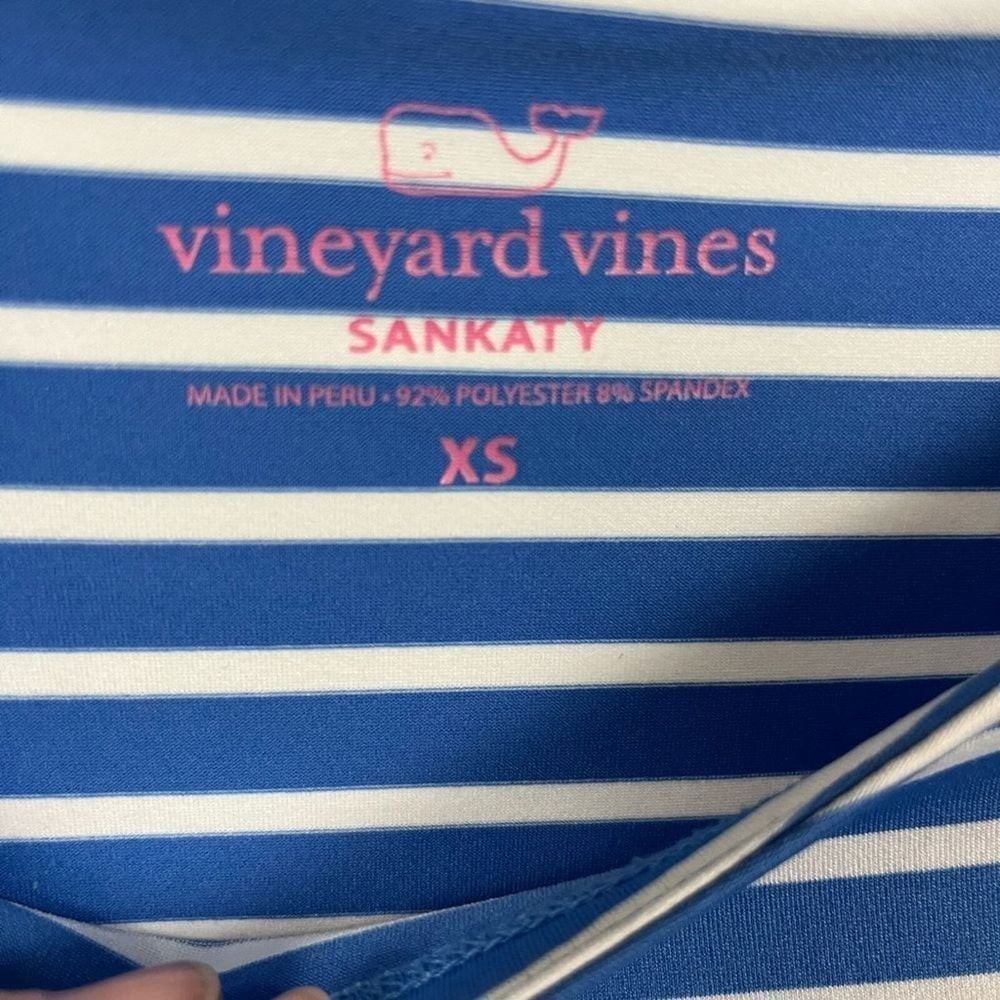 vineyard vines
SANKATY
MADE IN PERU • 92% POLYESTER 8% SPANDEX
XS